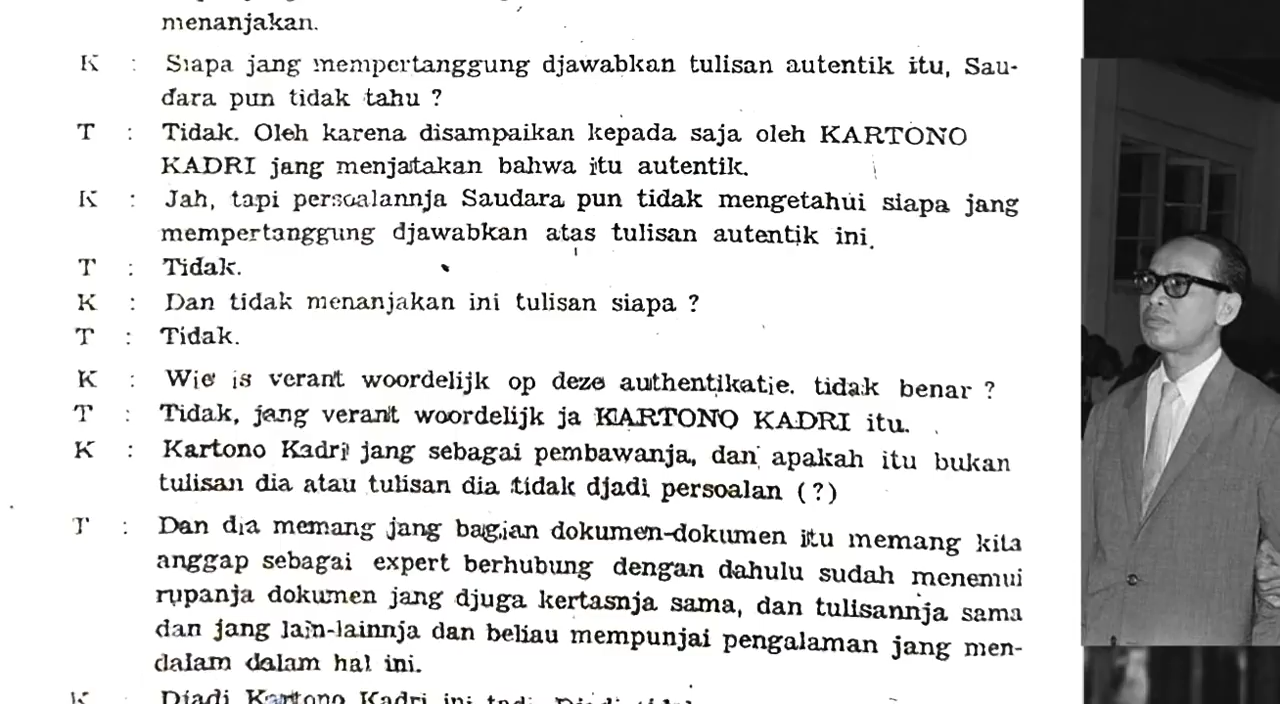 menanjakan.
K : Siapa jang mempertanggung djawabkan tulisan autentik itu, Sau-
dara pun tidak tahu ?
T : Tidak. Oleh karena disampaikan kepada saja oleh KARTONO
KADRI jang menjatakan bahwa itu autentik.
K : Jah, tapi persoalannja Saudara pun tidak mengetahui siapa jang
mempertanggung djawabkan atas tulisan autentik ini.
T : Tidak.
K : Dan tidak menanjakan ini tulisan siapa ?
T : Tidak.
K : Wie is verant woordelijk op deze authentikatie. tidak benar ?
T : Tidak, jang verant woordelijk ja KARTONO KADRI itu.
K : Kartono Kadri jang sebagai pembawanja, dan apakah itu bukan
tulisan dia atau tulisan dia tidak djadi persoalan (?)
T : Dan dia memang jang bagian dokumen-dokumen itu memang kita
anggap sebagai expert berhubung dengan dahulu sudah menemui
rupanja dokumen jang djuga kertasnja sama, dan tulisannja sama
dan jang lain-lainnja dan beliau mempunjai pengalaman jang men-
dalam dalam hal ini.
K Djadi Kartono Kadri ini